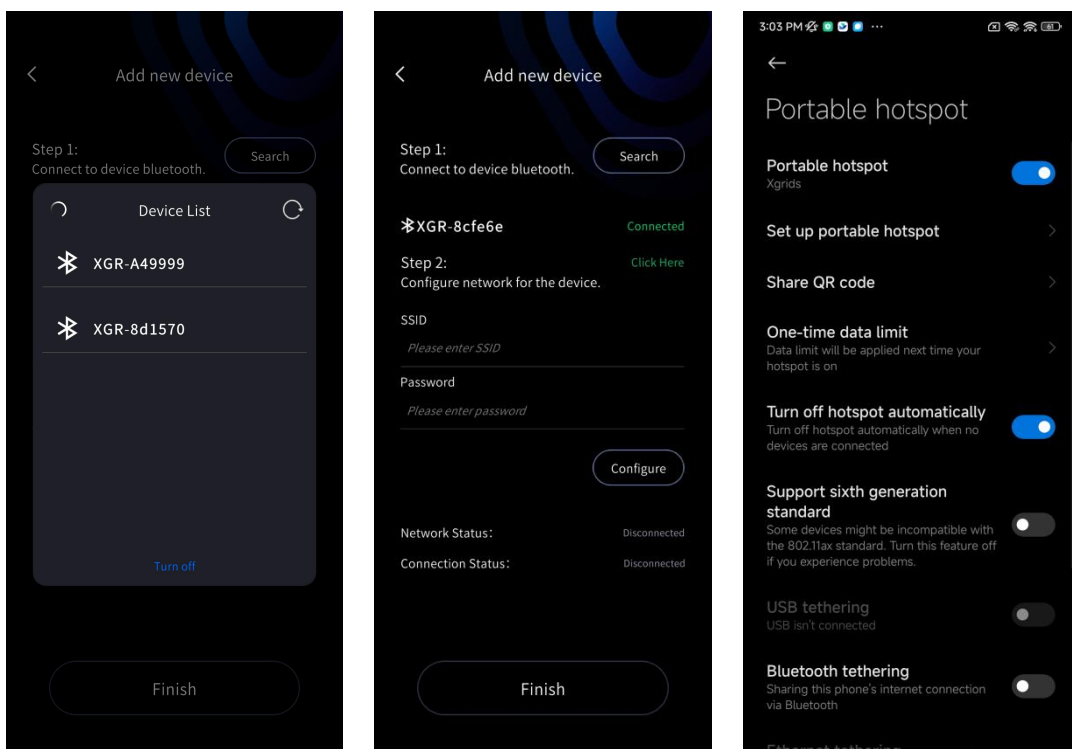 Add new device
Step 1:
Connect to device bluetooth.
Search
Device List
XGR-A49999
XGR-8d1570
Turn off
Finish
Add new device
Step 1:
Connect to device bluetooth.
Search
XGR-8cfe6e
Connected
Step 2:
Click Here
Configure network for the device.
SSID
Please enter SSID
Password
Please enter password
Configure
Network Status:
Disconnected
Connection Status:
Disconnected
Finish
3:03 PM
61
Portable hotspot
Portable hotspot
Xgrids
Set up portable hotspot
Share QR code
One-time data limit
Data limit will be applied next time your
hotspot is on
Turn off hotspot automatically
Turn off hotspot automatically when no
devices are connected
Support sixth generation
standard
Some devices might be incompatible with
the 802.11ax standard. Turn this feature off
if you experience problems.
USB tethering
USB isn't connected
Bluetooth tethering
Sharing this phone's internet connection
via Bluetooth
Ethernet tethering